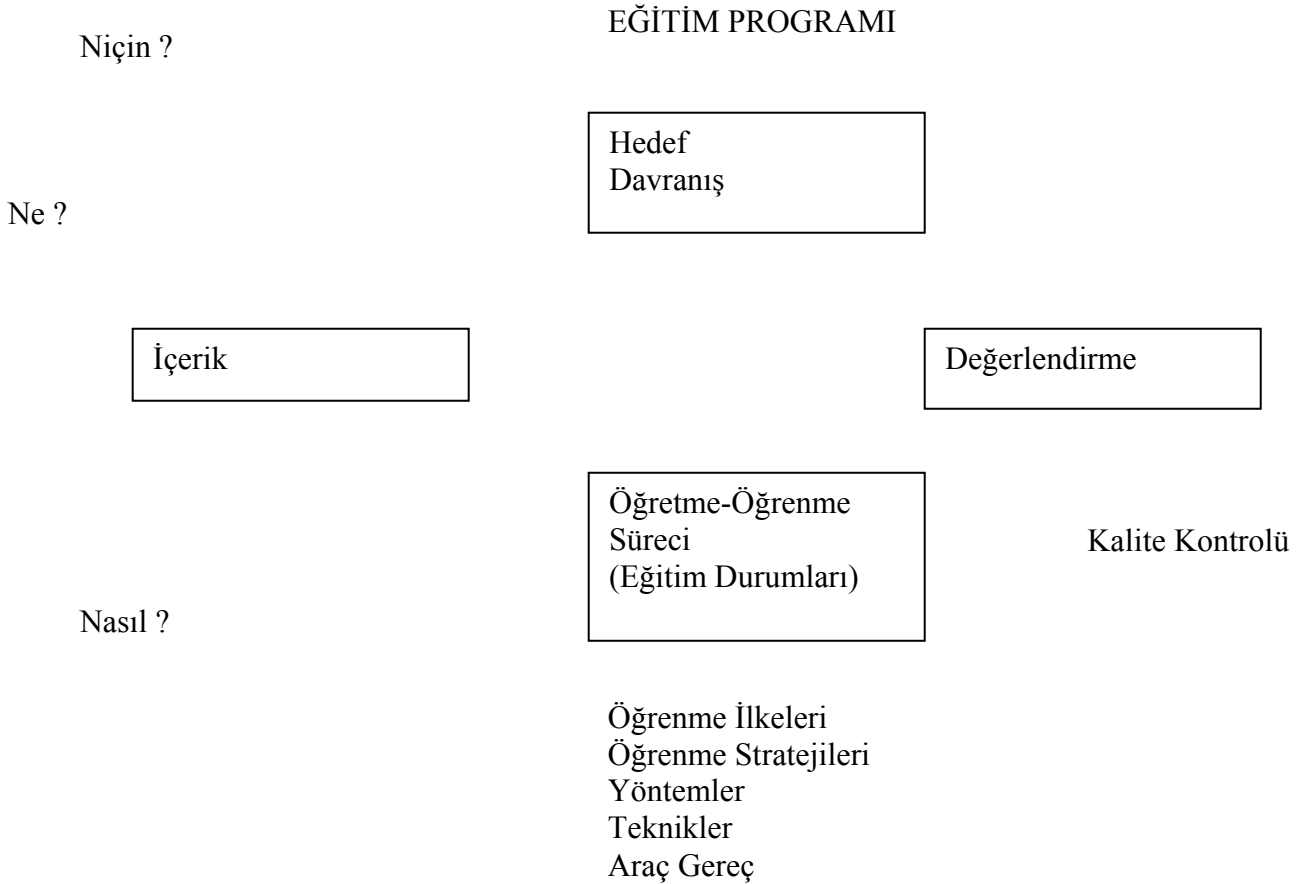 EĞİTİM PROGRAMI
Niçin ?
Hedef
Davranış
Ne ?
İçerik
Değerlendirme
Öğretme-Öğrenme
Süreci
(Eğitim Durumları)
Kalite Kontrolü
Nasıl ?
Öğrenme İlkeleri
Öğrenme Stratejileri
Yöntemler
Teknikler
Araç Gereç